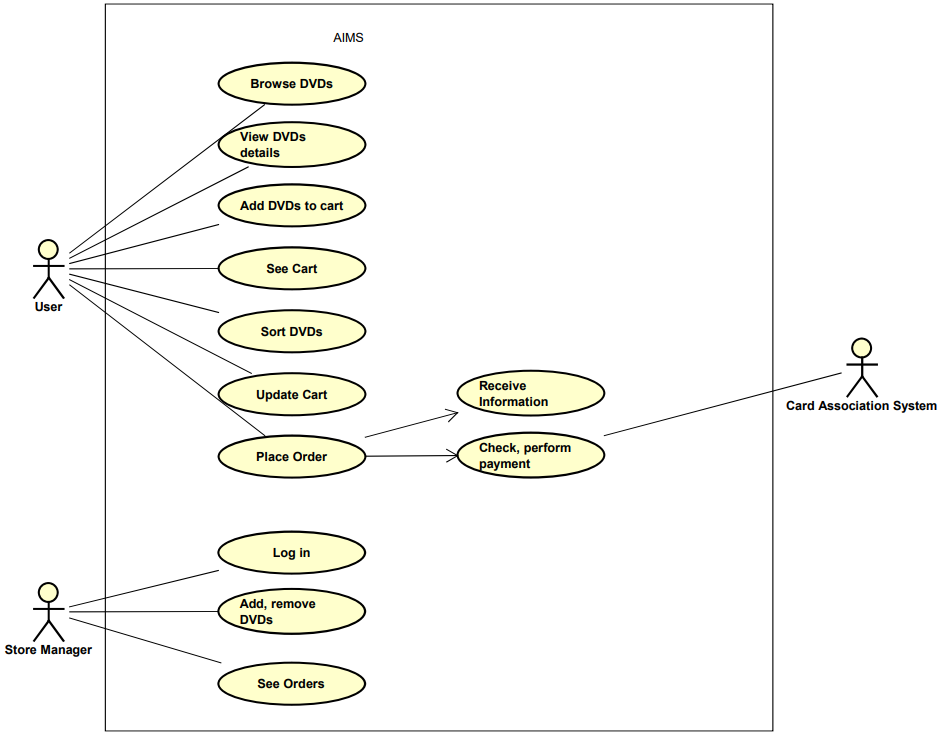 AIMS
Browse DVDs
View DVDs
details
Add DVDs to cart
See Cart
User
Sort DVDs
Update Cart
Receive
Information
Card Association System
Place Order
Check, perform
payment
Log in
Add, remove
DVDs
Store Manager
See Orders